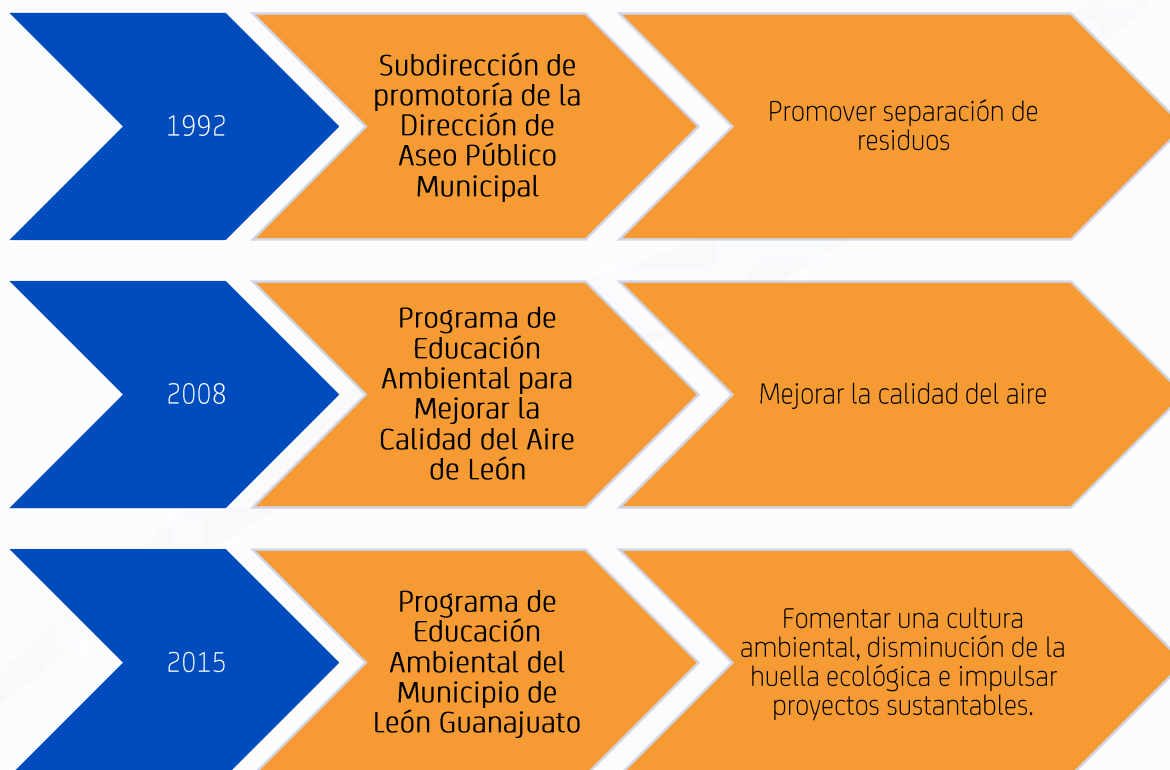 1992
Subdirección de
promotoría de la
Dirección de
Aseo Público
Municipal
Promover separación de
residuos
2008
Programa de
Educación
Ambiental para
Mejorar la
Calidad del Aire
de León
Mejorar la calidad del aire
2015
Programa de
Educación
Ambiental del
Municipio de
León Guanajuato
Fomentar una cultura
ambiental, disminución de la
huella ecológica e impulsar
proyectos sustantables.